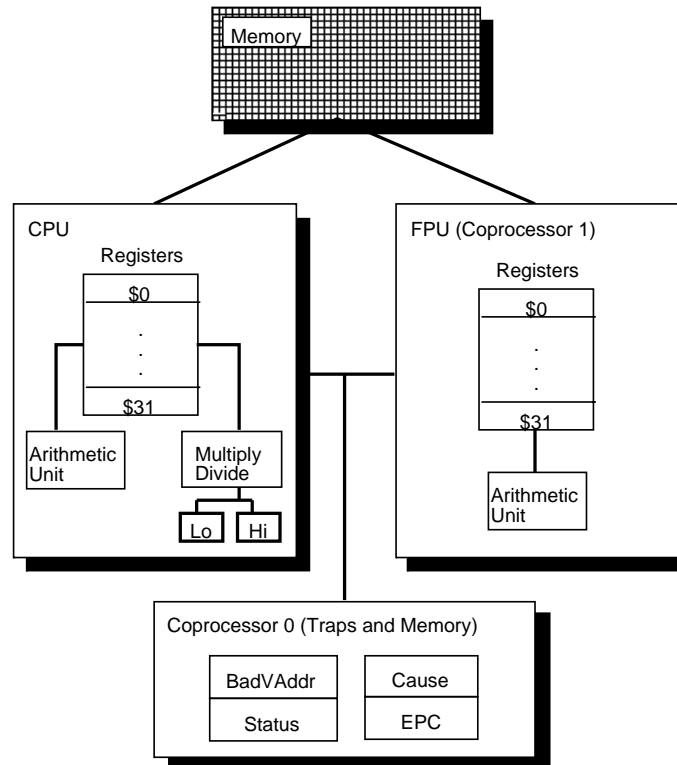 Memory
CPU
Registers
$0
.
.
.
$31
Arithmetic
Unit
Multiply
Divide
Lo
Hi
FPU (Coprocessor 1)
Registers
$0
.
.
.
$31
Arithmetic
Unit
Coprocessor 0 (Traps and Memory)
BadVAddr
Cause
Status
EPC